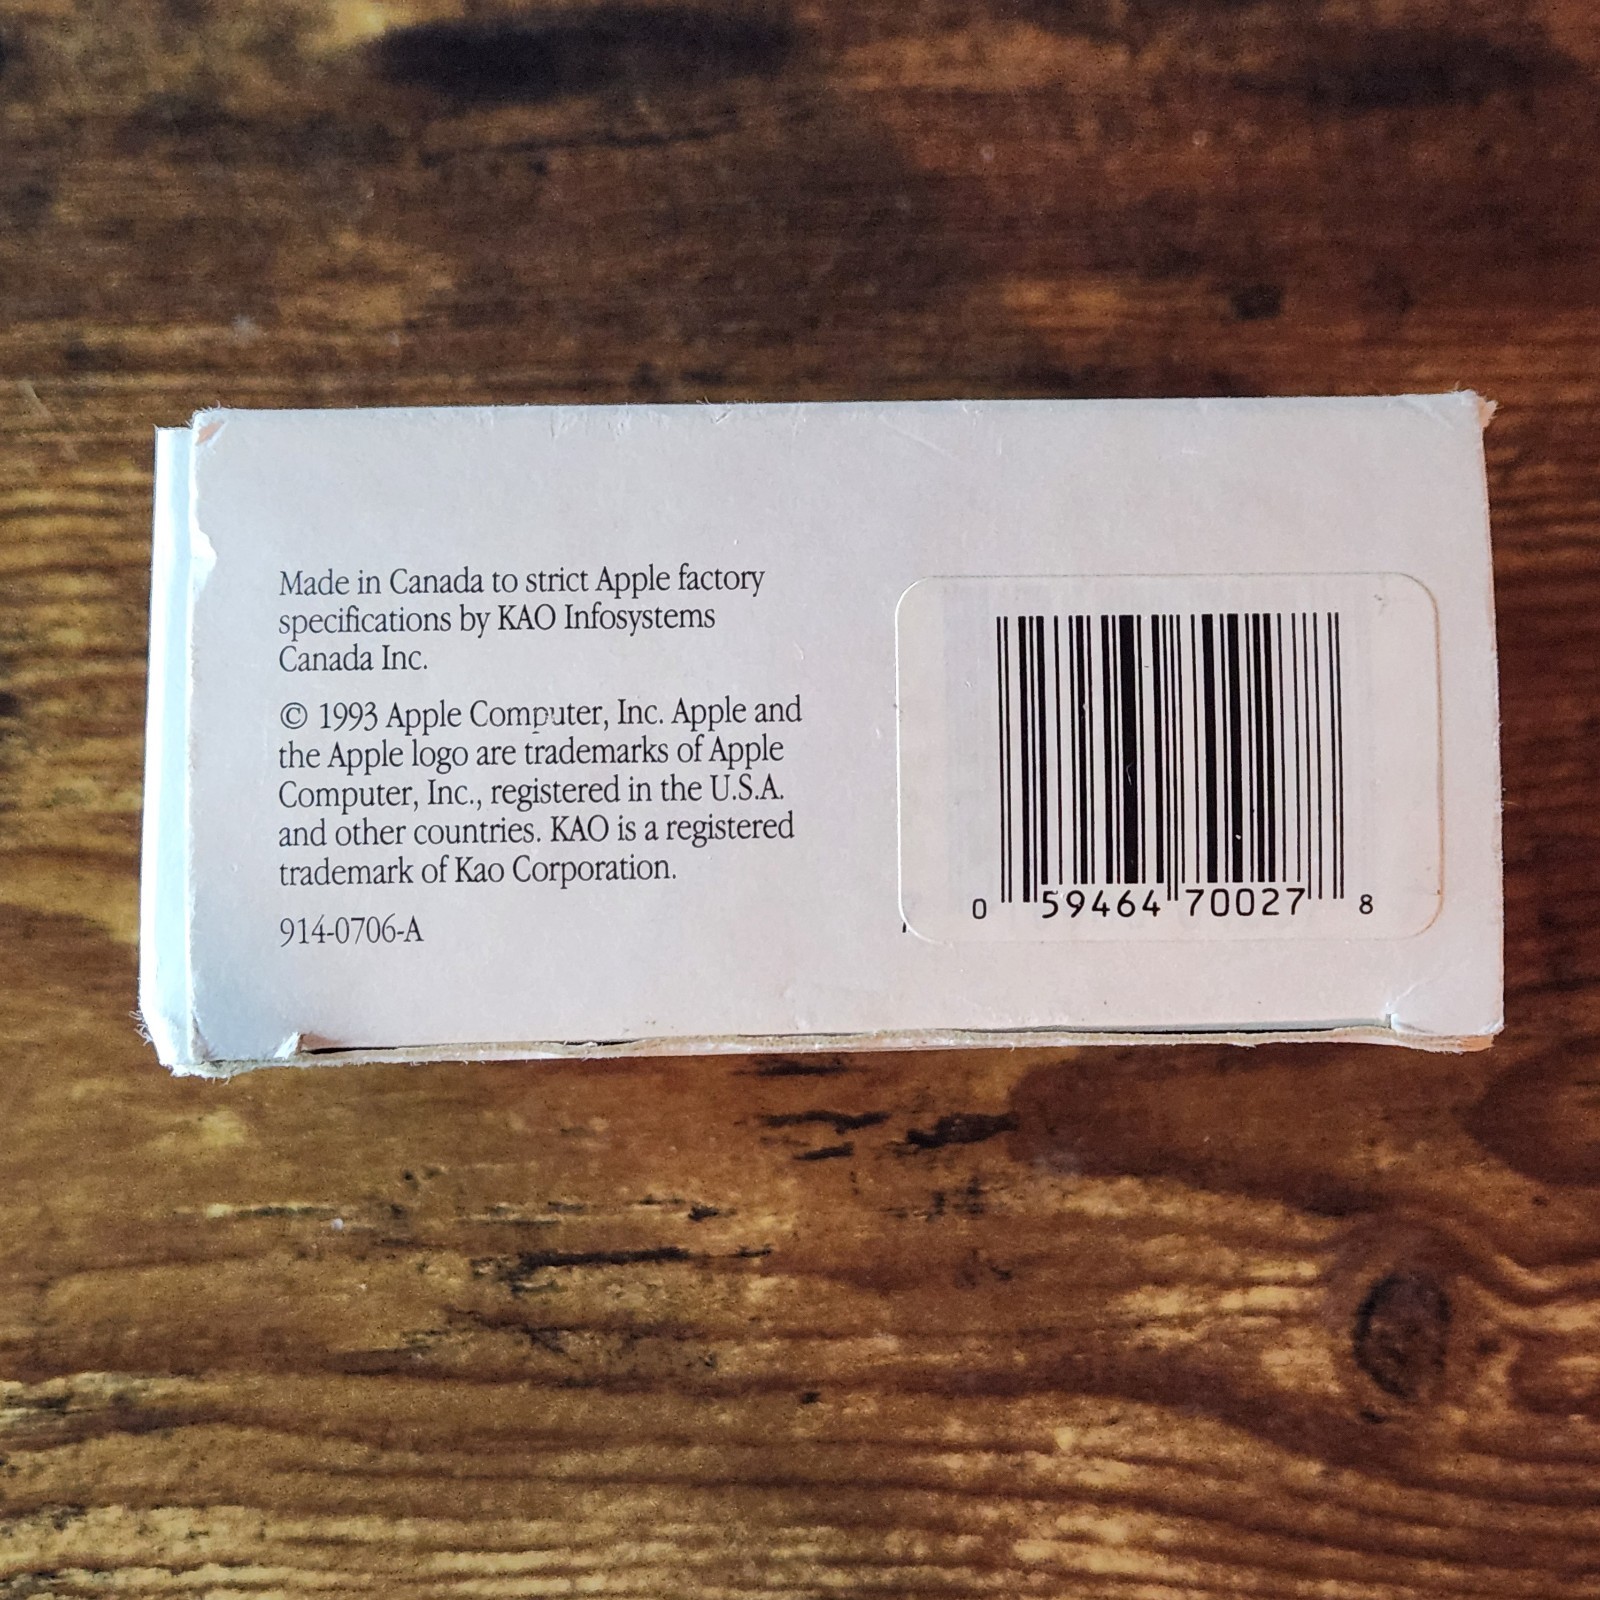 Made in Canada to strict Apple factory
specifications by KAO Infosystems
Canada Inc.
© 1993 Apple Computer, Inc. Apple and
the Apple logo are trademarks of Apple
Computer, Inc., registered in the U.S.A.
and other countries. KAO is a registered
trademark of Kao Corporation.
914-0706-A
0 59464 70027 8